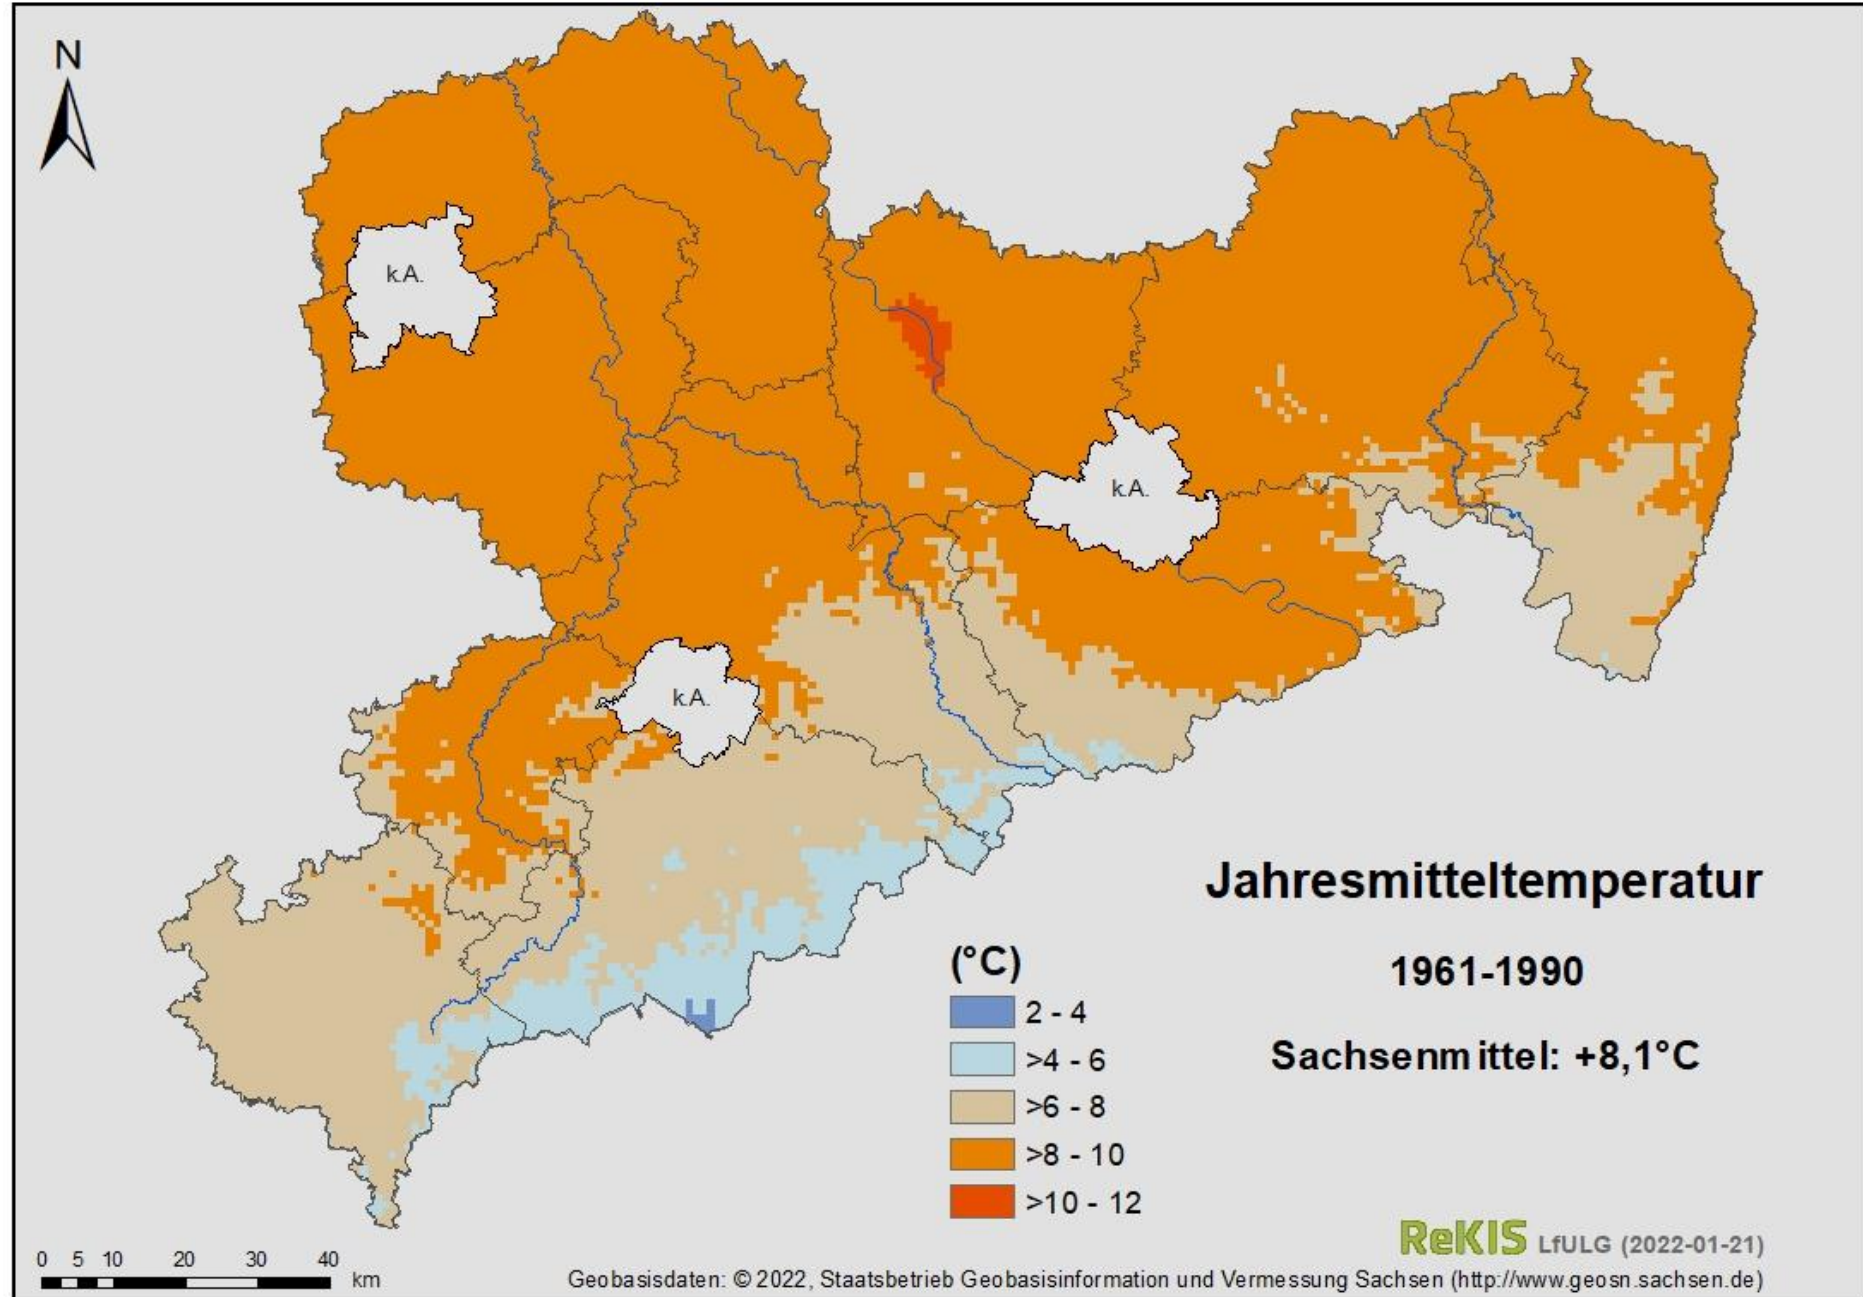 N
k.A.
k.A.
k.A.
Jahresmitteltemperatur
1961-1990
Sachsenmittel: +8,1°C
(°C)
2 - 4
>4 - 6
>6 - 8
>8 - 10
>10 - 12
ReKIS LfULG (2022-01-21)
0 5 10 20 30 40
km
Geobasisdaten: © 2022, Staatsbetrieb Geobasisinformation und Vermessung Sachsen (http://www.geosn.sachsen.de)